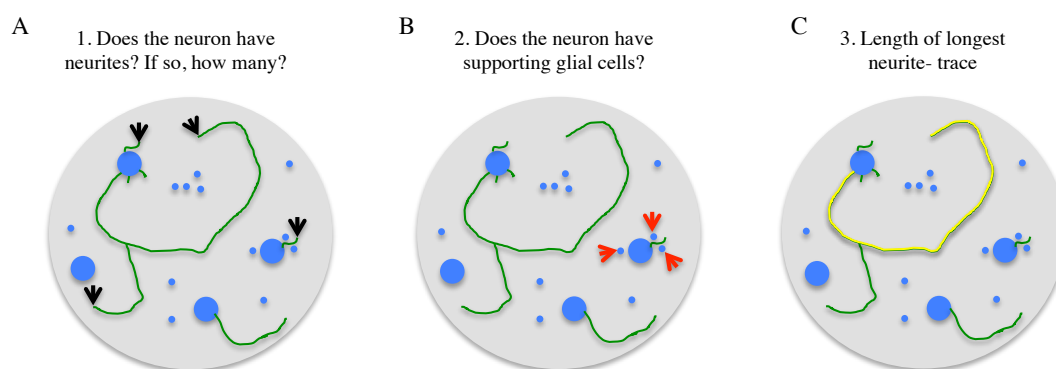 A
1. Does the neuron have
neurites? If so, how many?
B
2. Does the neuron have
supporting glial cells?
C
3. Length of longest
neurite- trace